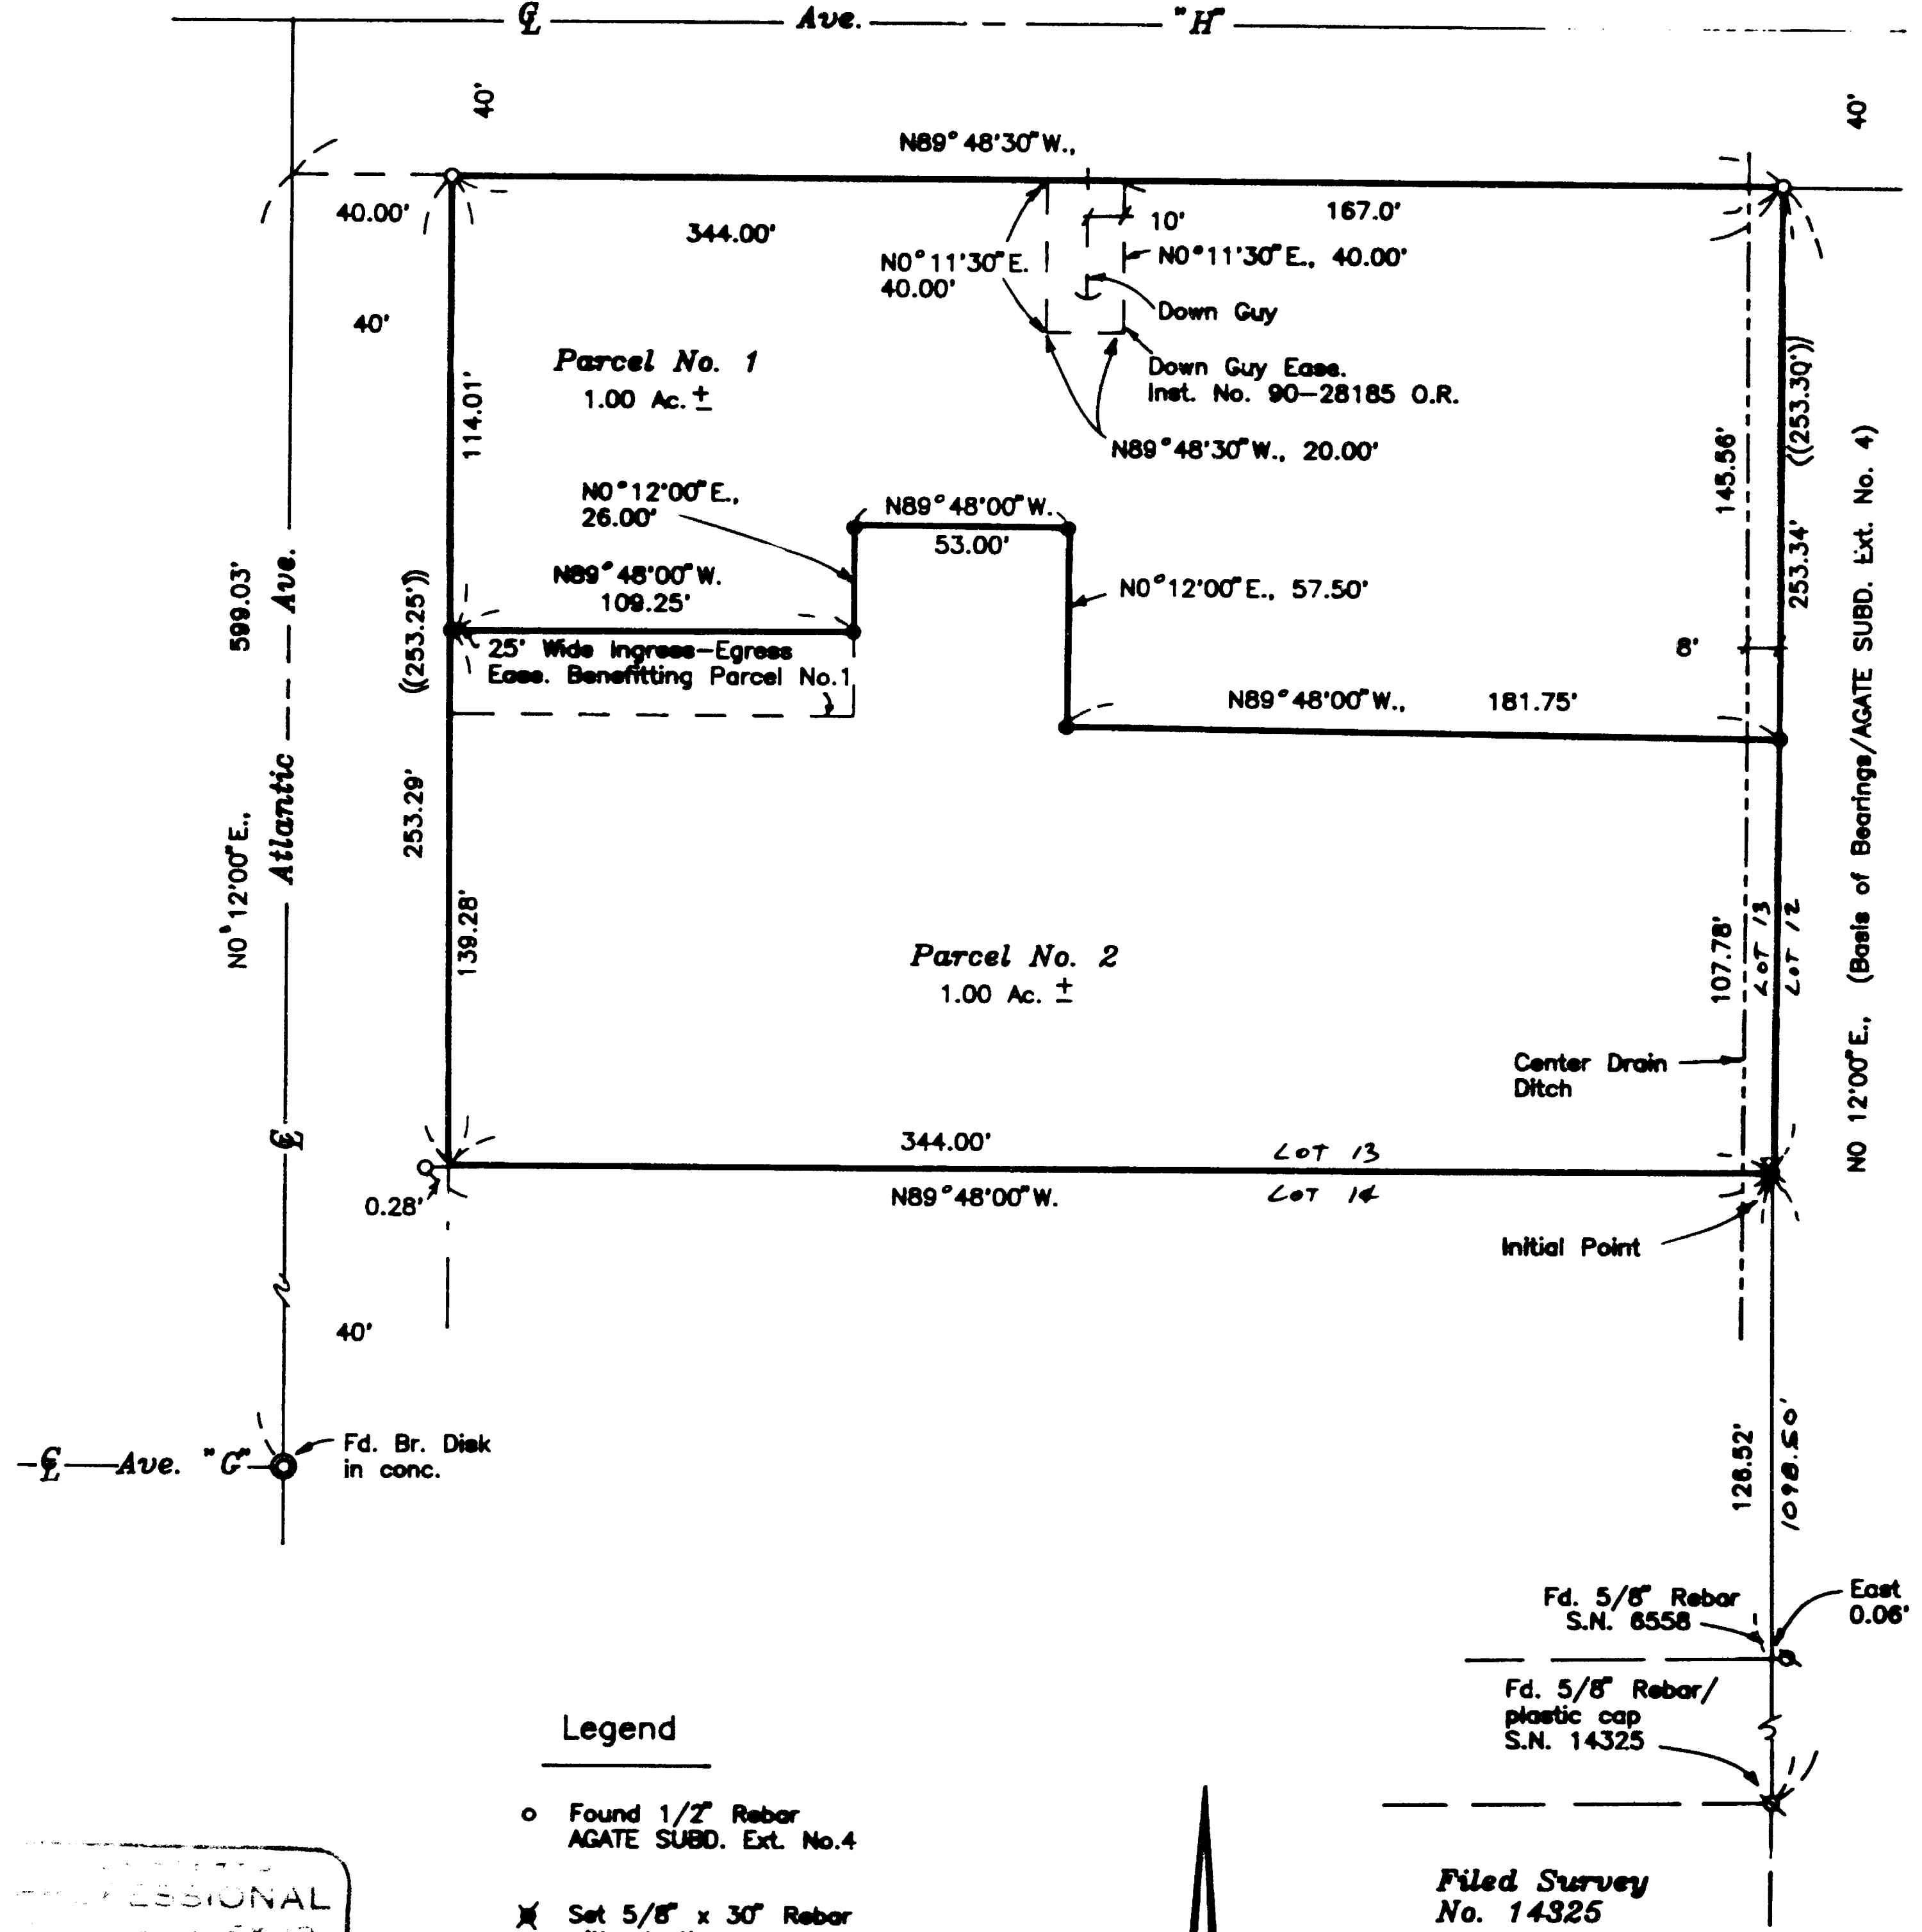 ℄ Ave. "H"
40'
40'
N89°48'30"W.,
40.00'
344.00'
10'
167.0'
N0°11'30"E.
40.00'
N0°11'30"E., 40.00'
Down Guy
40'
Parcel No. 1
1.00 Ac. ±
Down Guy Ease.
Inst. No. 90-28185 O.R.
N89°48'30"W., 20.00'
114.01'
145.56'
((253.30'))
253.34'
N0°12'00"E.,
26.00'
N89°48'00"W.
53.00'
N89°48'00"W.
109.25'
N0°12'00"E., 57.50'
25' Wide Ingress-Egress
Ease. Benefitting Parcel No.1
8'
N89°48'00"W., 181.75'
((253.25'))
253.29'
N0°12'00"E., 599.03'
Atlantic Ave.
℄
139.28'
Parcel No. 2
1.00 Ac. ±
107.78'
LOT 13
LOT 12
N0 12'00"E., (Basis of Bearings/AGATE SUBD. Ext. No. 4)
Center Drain
Ditch
344.00'
LOT 13
N89°48'00"W.
LOT 14
0.28'
Initial Point
40'
℄ Ave. "G"
Fd. Br. Disk
in conc.
126.52'
1098.50'
Fd. 5/8" Rebar
S.N. 6558
East
0.06'
Fd. 5/8" Rebar/
plastic cap
S.N. 14325
Legend
Found 1/2" Rebar
AGATE SUBD. Ext. No.4
Set 5/8" x 30" Rebar
Filed Survey
No. 14325